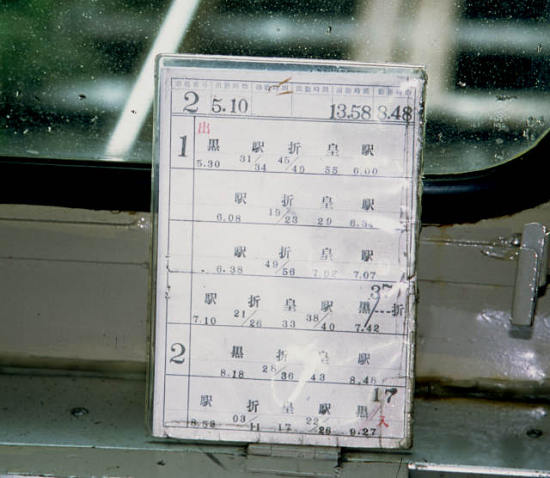 2 5.10 13.58 8.48
出
1 黒 駅 折 皇 駅
5.30 31/34 45/49 55 6.00
駅 折 皇 駅
6.08 19/23 29
駅 折 皇 駅
6.38 49/56 7.07
37
駅 折 皇 駅 黒 折
7.10 21/26 33 38/40 7.42
2 黒 折 皇 駅
8.18 28/36 43 8.48
17
駅 折 皇 駅 黒 入
8.59 03/11 17 22/26 9.27